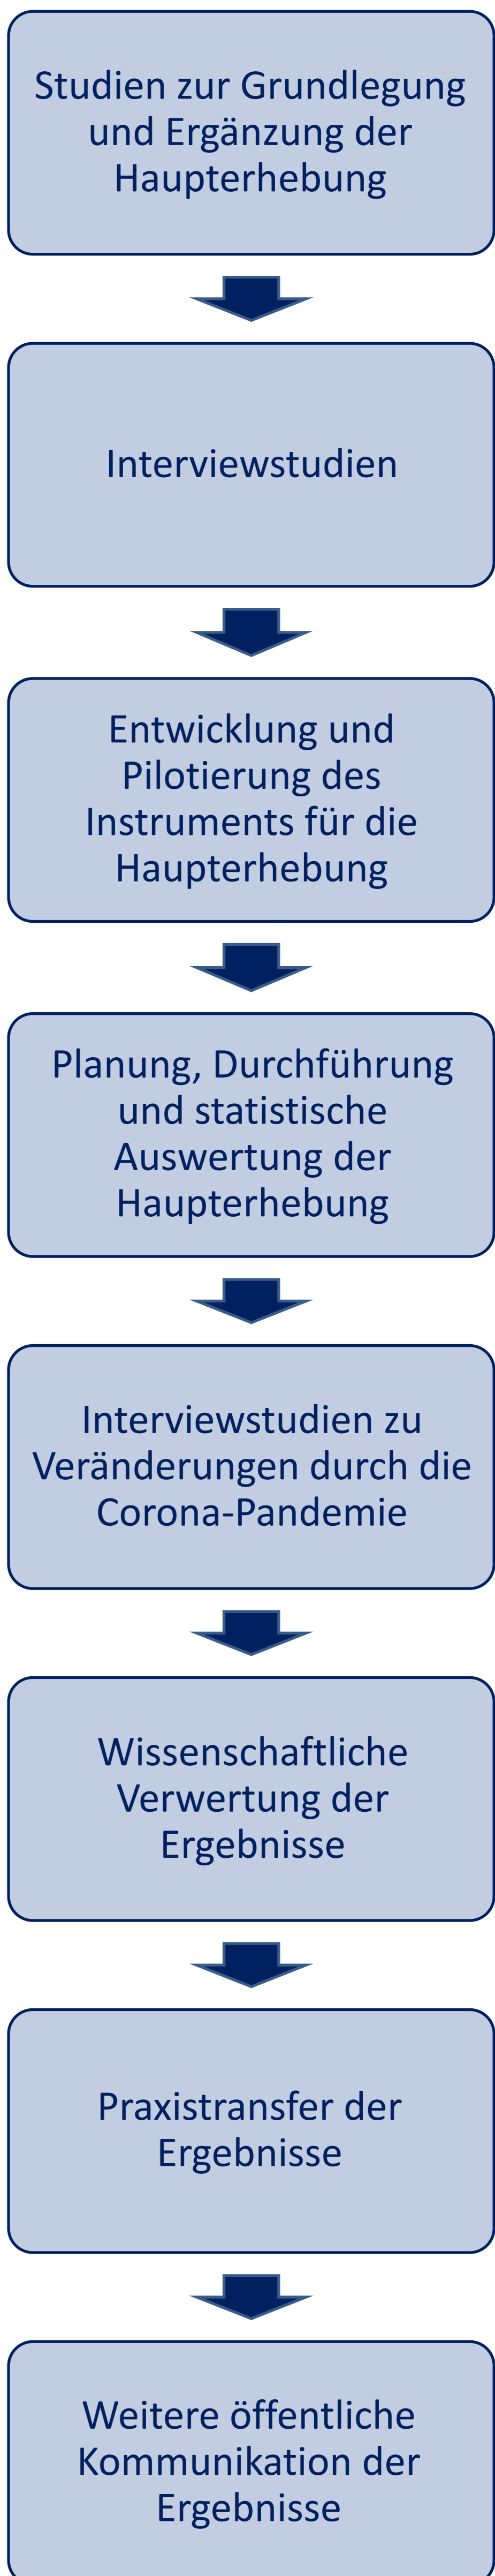 Studien zur Grundlegung
und Ergänzung der
Haupterhebung
Interviewstudien
Entwicklung und
Pilotierung des
Instruments für die
Haupterhebung
Planung, Durchführung
und statistische
Auswertung der
Haupterhebung
Interviewstudien zu
Veränderungen durch die
Corona-Pandemie
Wissenschaftliche
Verwertung der
Ergebnisse
Praxistransfer der
Ergebnisse
Weitere öffentliche
Kommunikation der
Ergebnisse